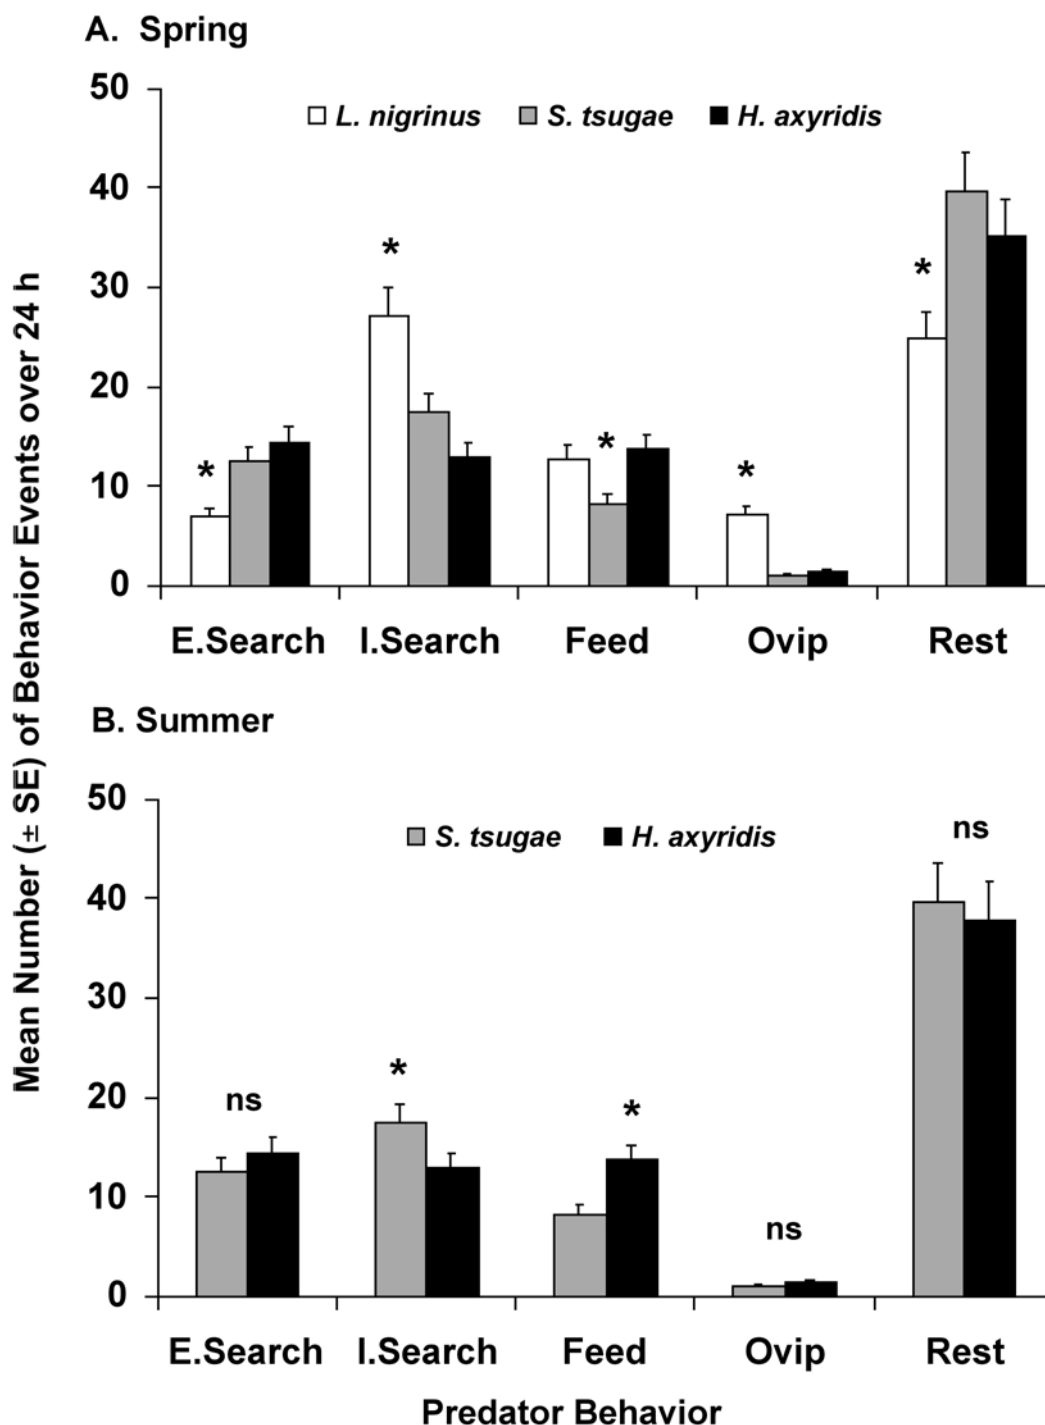 A. Spring
50
L. nigrinus S. tsugae H. axyridis
40
*
*
30
20
*
*
*
10
0
E.Search I.Search Feed Ovip Rest
B. Summer
50
S. tsugae H. axyridis
ns
40
30
*
20
ns
*
10
ns
0
E.Search I.Search Feed Ovip Rest
Predator Behavior
Mean Number (± SE) of Behavior Events over 24 h